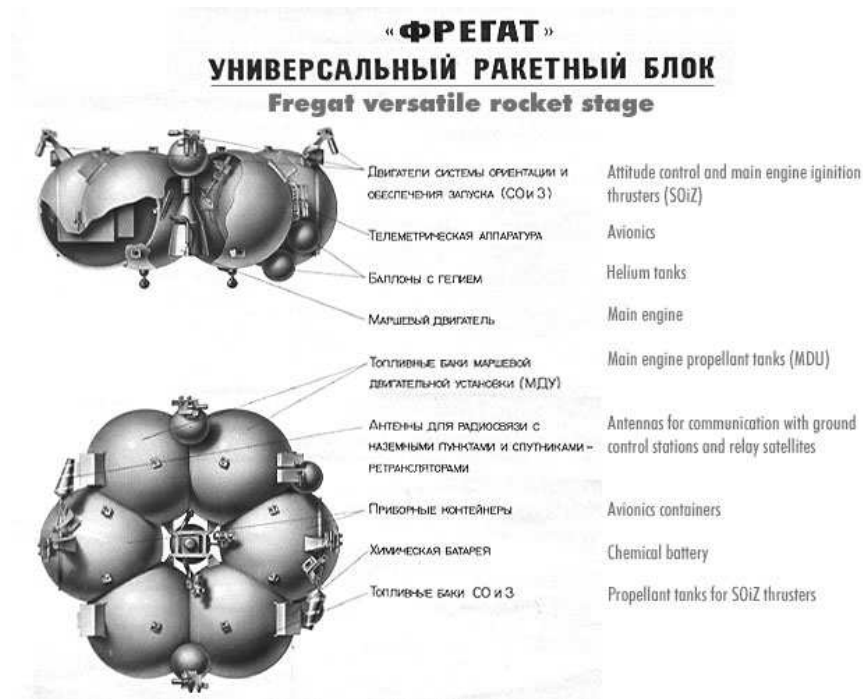 «ФРЕГАТ»
УНИВЕРСАЛЬНЫЙ РАКЕТНЫЙ БЛОК
Fregat versatile rocket stage
Двигатели системы ориентации и
обеспечения запуска (СОиЗ)
Attitude control and main engine iginition
thrusters (SOiZ)
Телеметрическая аппаратура
Avionics
Баллоны с гелием
Helium tanks
Маршевый двигатель
Main engine
Топливные баки маршевой
двигательной установки (МДУ)
Main engine propellant tanks (MDU)
Антенны для радиосвязи с
наземными пунктами и спутниками-
ретрансляторами
Antennas for communication with ground
control stations and relay satellites
Приборные контейнеры
Avionics containers
Химическая батарея
Chemical battery
Топливные баки СО и З
Propellant tanks for SOiZ thrusters